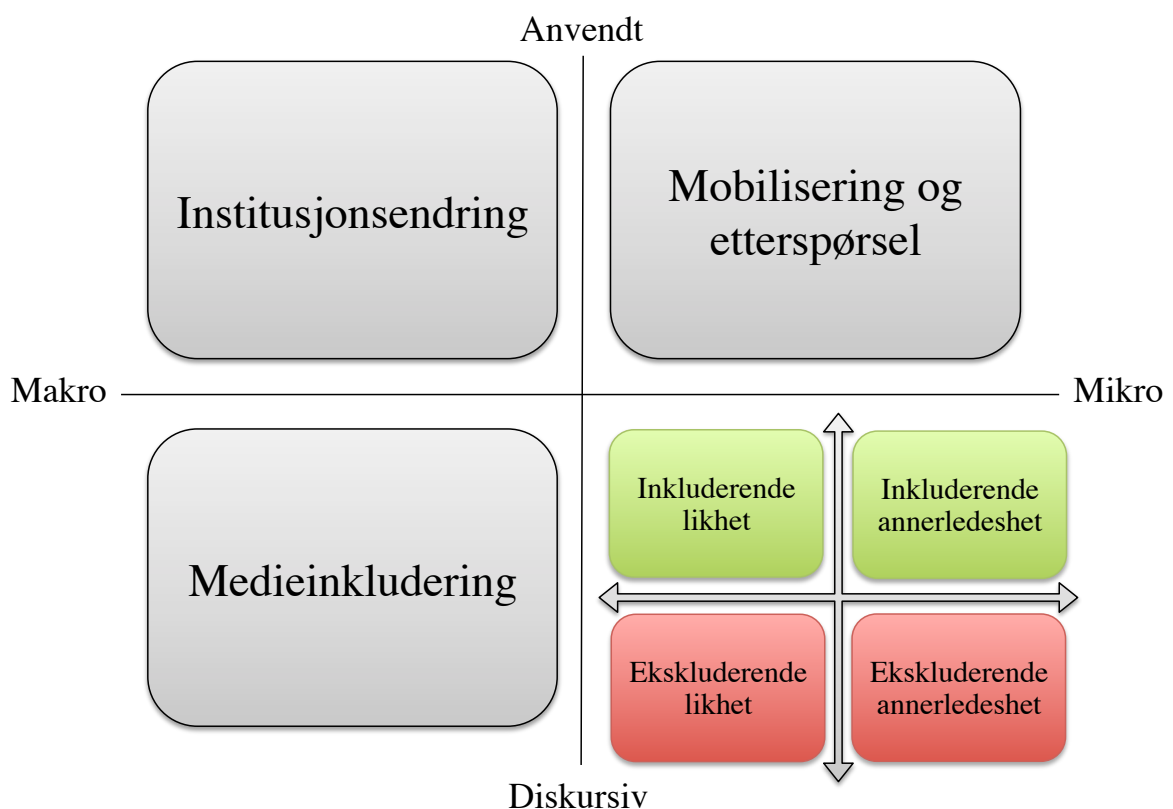 Anvendt
Institusjonsendring
Mobilisering og
etterspørsel
Makro
Mikro
Medieinkludering
Inkluderende
likhet
Inkluderende
annerledeshet
Ekskluderende
likhet
Ekskluderende
annerledeshet
Diskursiv